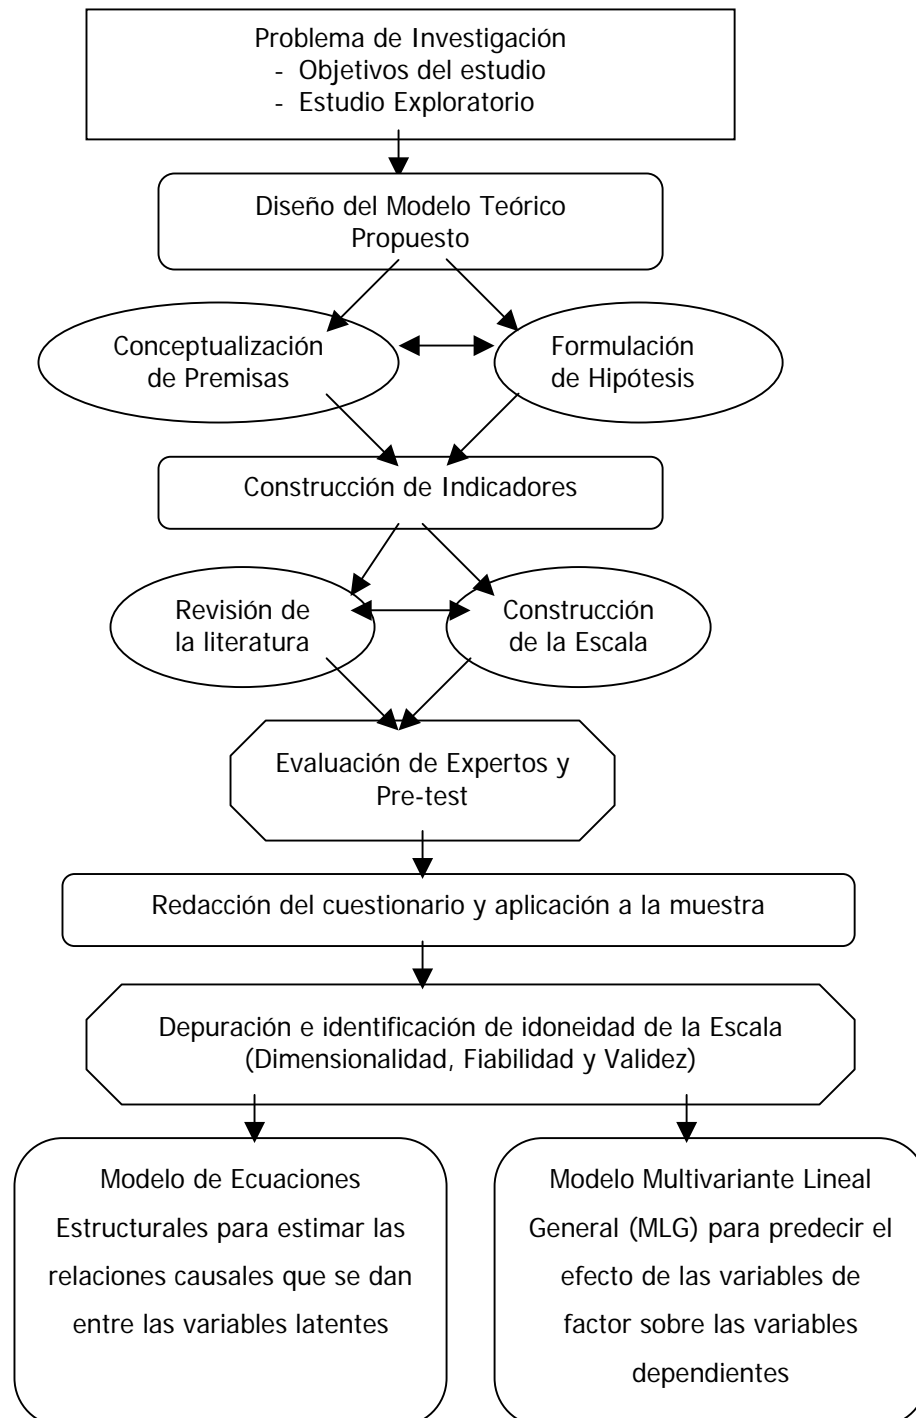 Problema de Investigación
- Objetivos del estudio
- Estudio Exploratorio
Diseño del Modelo Teórico
Propuesto
Conceptualización
de Premisas
Formulación
de Hipótesis
Construcción de Indicadores
Revisión de
la literatura
Construcción
de la Escala
Evaluación de Expertos y
Pre-test
Redacción del cuestionario y aplicación a la muestra
Depuración e identificación de idoneidad de la Escala
(Dimensionalidad, Fiabilidad y Validez)
Modelo de Ecuaciones
Estructurales para estimar las
relaciones causales que se dan
entre las variables latentes
Modelo Multivariante Lineal
General (MLG) para predecir el
efecto de las variables de
factor sobre las variables
dependientes